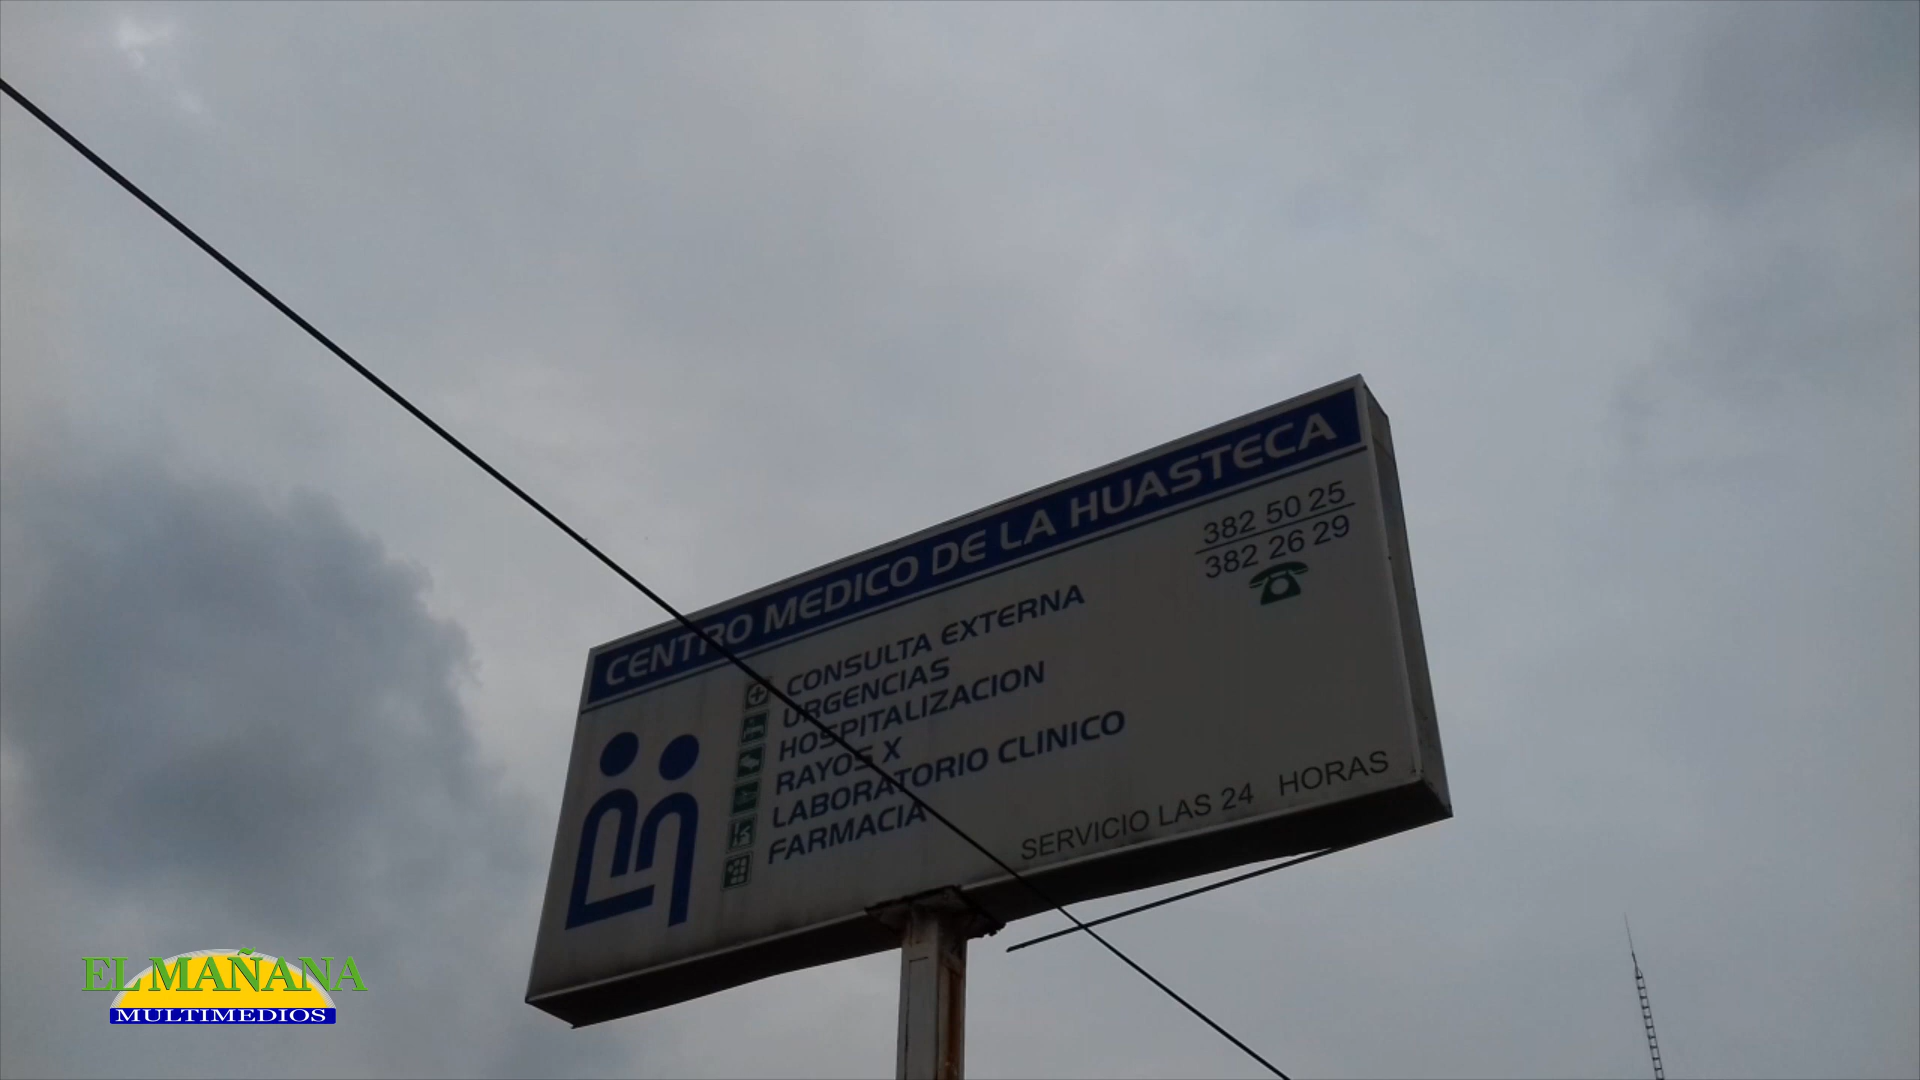 CENTRO MEDICO DE LA HUASTECA
382 50 25
382 26 29
CONSULTA EXTERNA
URGENCIAS
HOSPITALIZACION
RAYOS X
LABORATORIO CLINICO
FARMACIA
SERVICIO LAS 24 HORAS
EL MAÑANA
MULTIMEDIOS